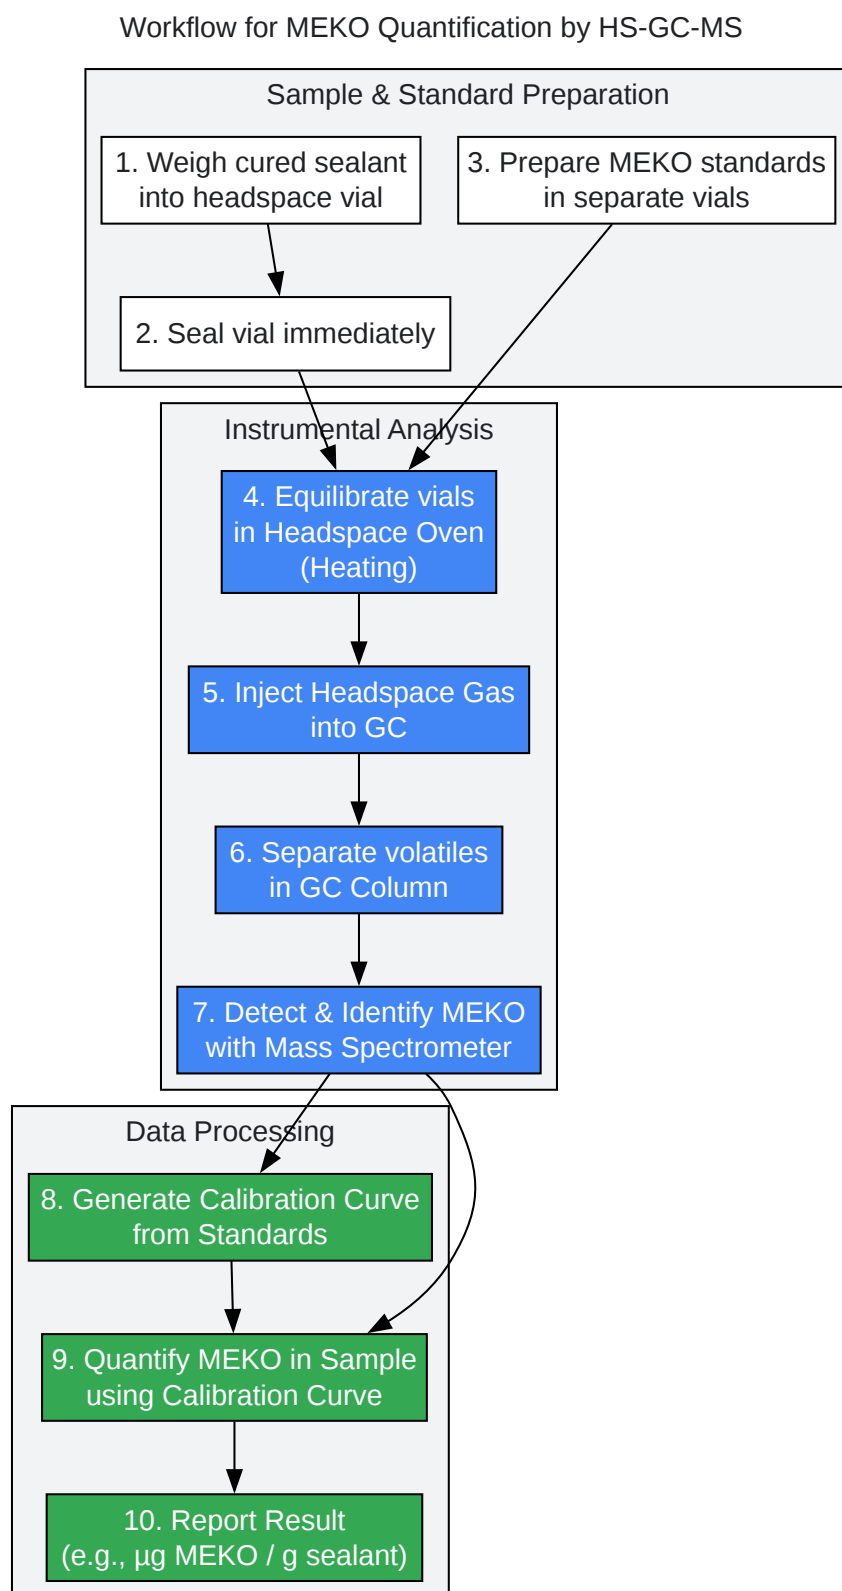 Workflow for MEKO Quantification by HS-GC-MS
Sample & Standard Preparation
1. Weigh cured sealant
into headspace vial
3. Prepare MEKO standards
in separate vials
2. Seal vial immediately
Instrumental Analysis
4. Equilibrate vials
in Headspace Oven
(Heating)
5. Inject Headspace Gas
into GC
6. Separate volatiles
in GC Column
7. Detect & Identify MEKO
with Mass Spectrometer
Data Processing
8. Generate Calibration Curve
from Standards
9. Quantify MEKO in Sample
using Calibration Curve
10. Report Result
(e.g., µg MEKO / g sealant)